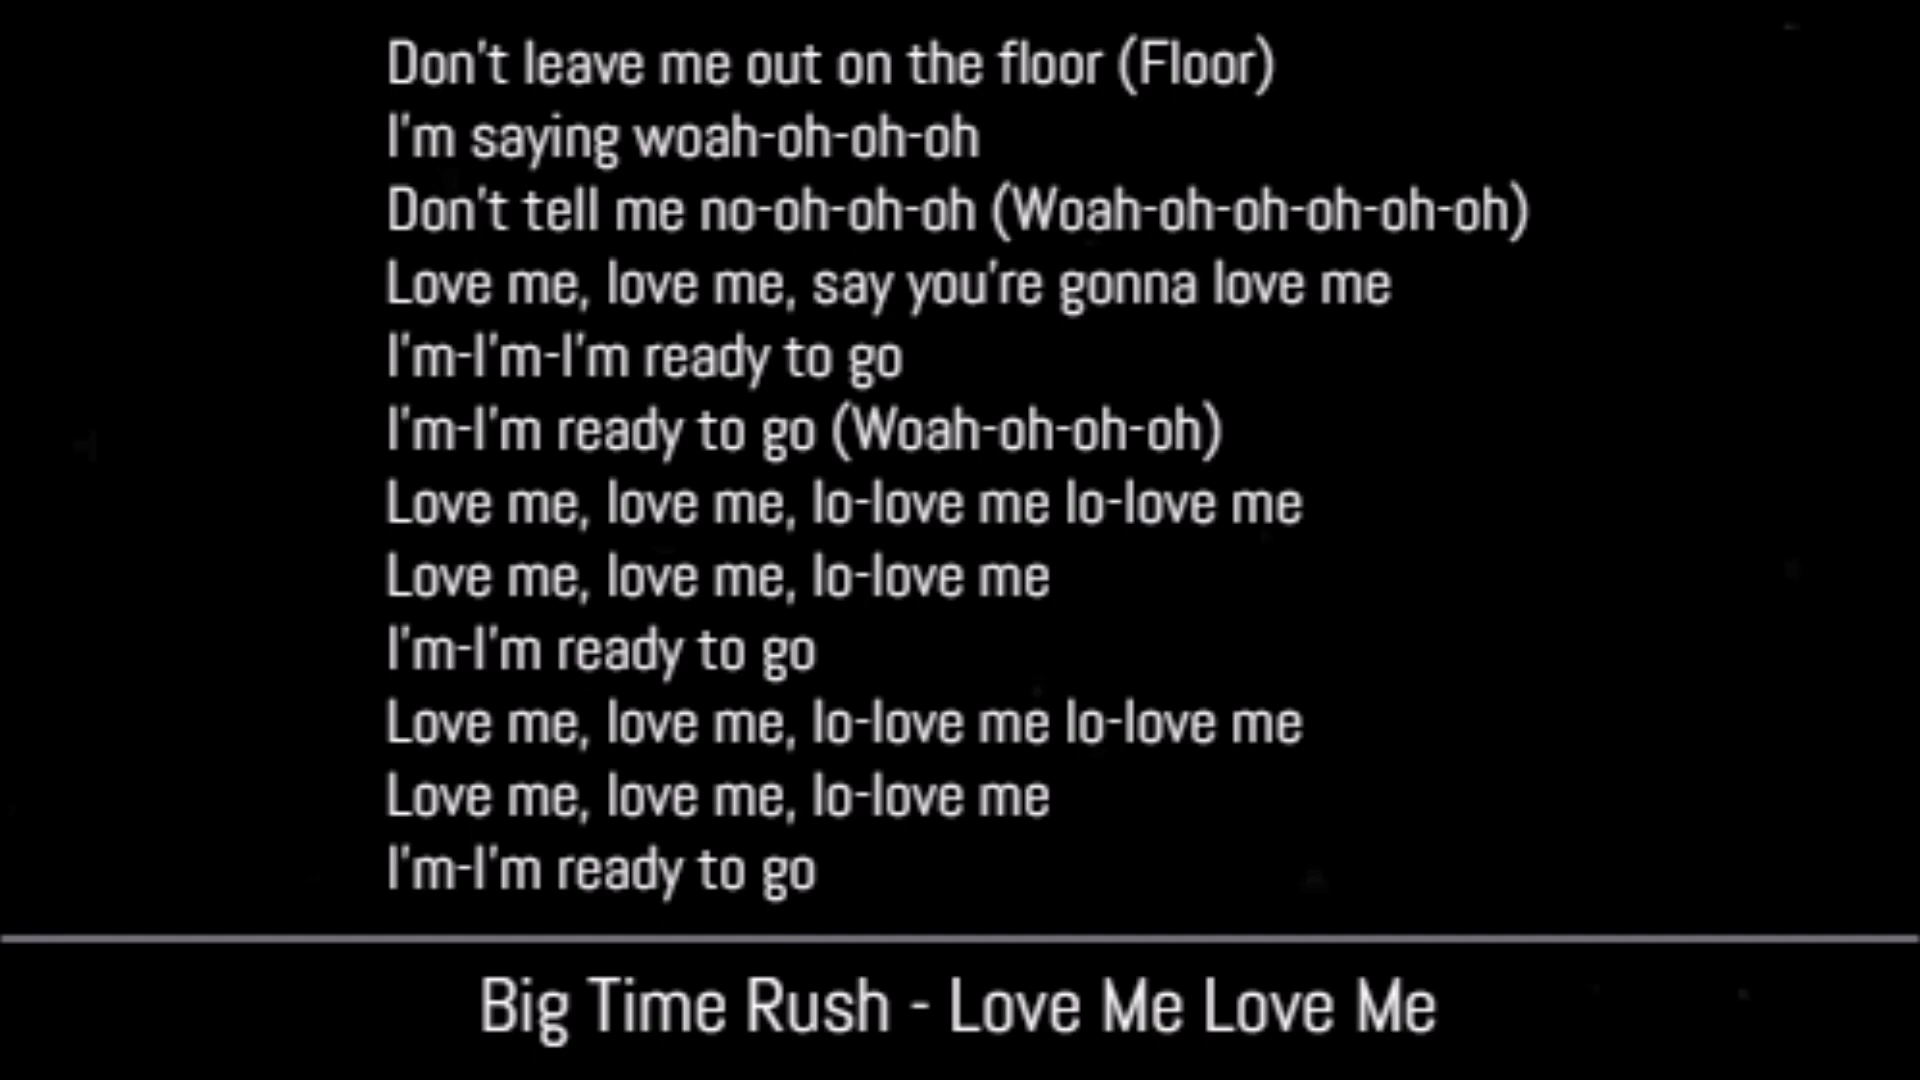 Don't leave me out on the floor (Floor)
I'm saying woah-oh-oh-oh
Don't tell me no-oh-oh-oh (Woah-oh-oh-oh-oh-oh)
Love me, love me, say you're gonna love me
I'm-I'm-I'm ready to go
I'm-I'm ready to go (Woah-oh-oh-oh)
Love me, love me, lo-love me lo-love me
Love me, love me, lo-love me
I'm-I'm ready to go
Love me, love me, lo-love me lo-love me
Love me, love me, lo-love me
I'm-I'm ready to go
Big Time Rush - Love Me Love Me